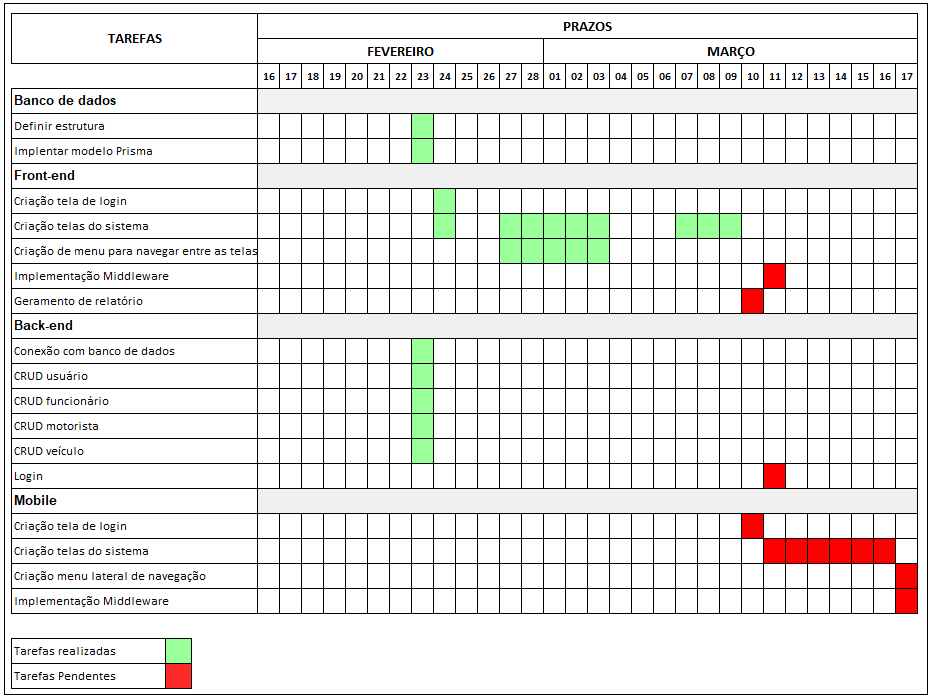 TAREFAS
PRAZOS
FEVEREIRO MARÇO
16 17 18 19 20 21 22 23 24 25 26 27 28 01 02 03 04 05 06 07 08 09 10 11 12 13 14 15 16 17
Banco de dados
Definir estrutura
Implentar modelo Prisma
Front-end
Criação tela de login
Criação telas do sistema
Criação de menu para navegar entre as telas
Implementação Middleware
Geramento de relatório
Back-end
Conexão com banco de dados
CRUD usuário
CRUD funcionário
CRUD motorista
CRUD veículo
Login
Mobile
Criação tela de login
Criação telas do sistema
Criação menu lateral de navegação
Implementação Middleware
Tarefas realizadas
Tarefas Pendentes